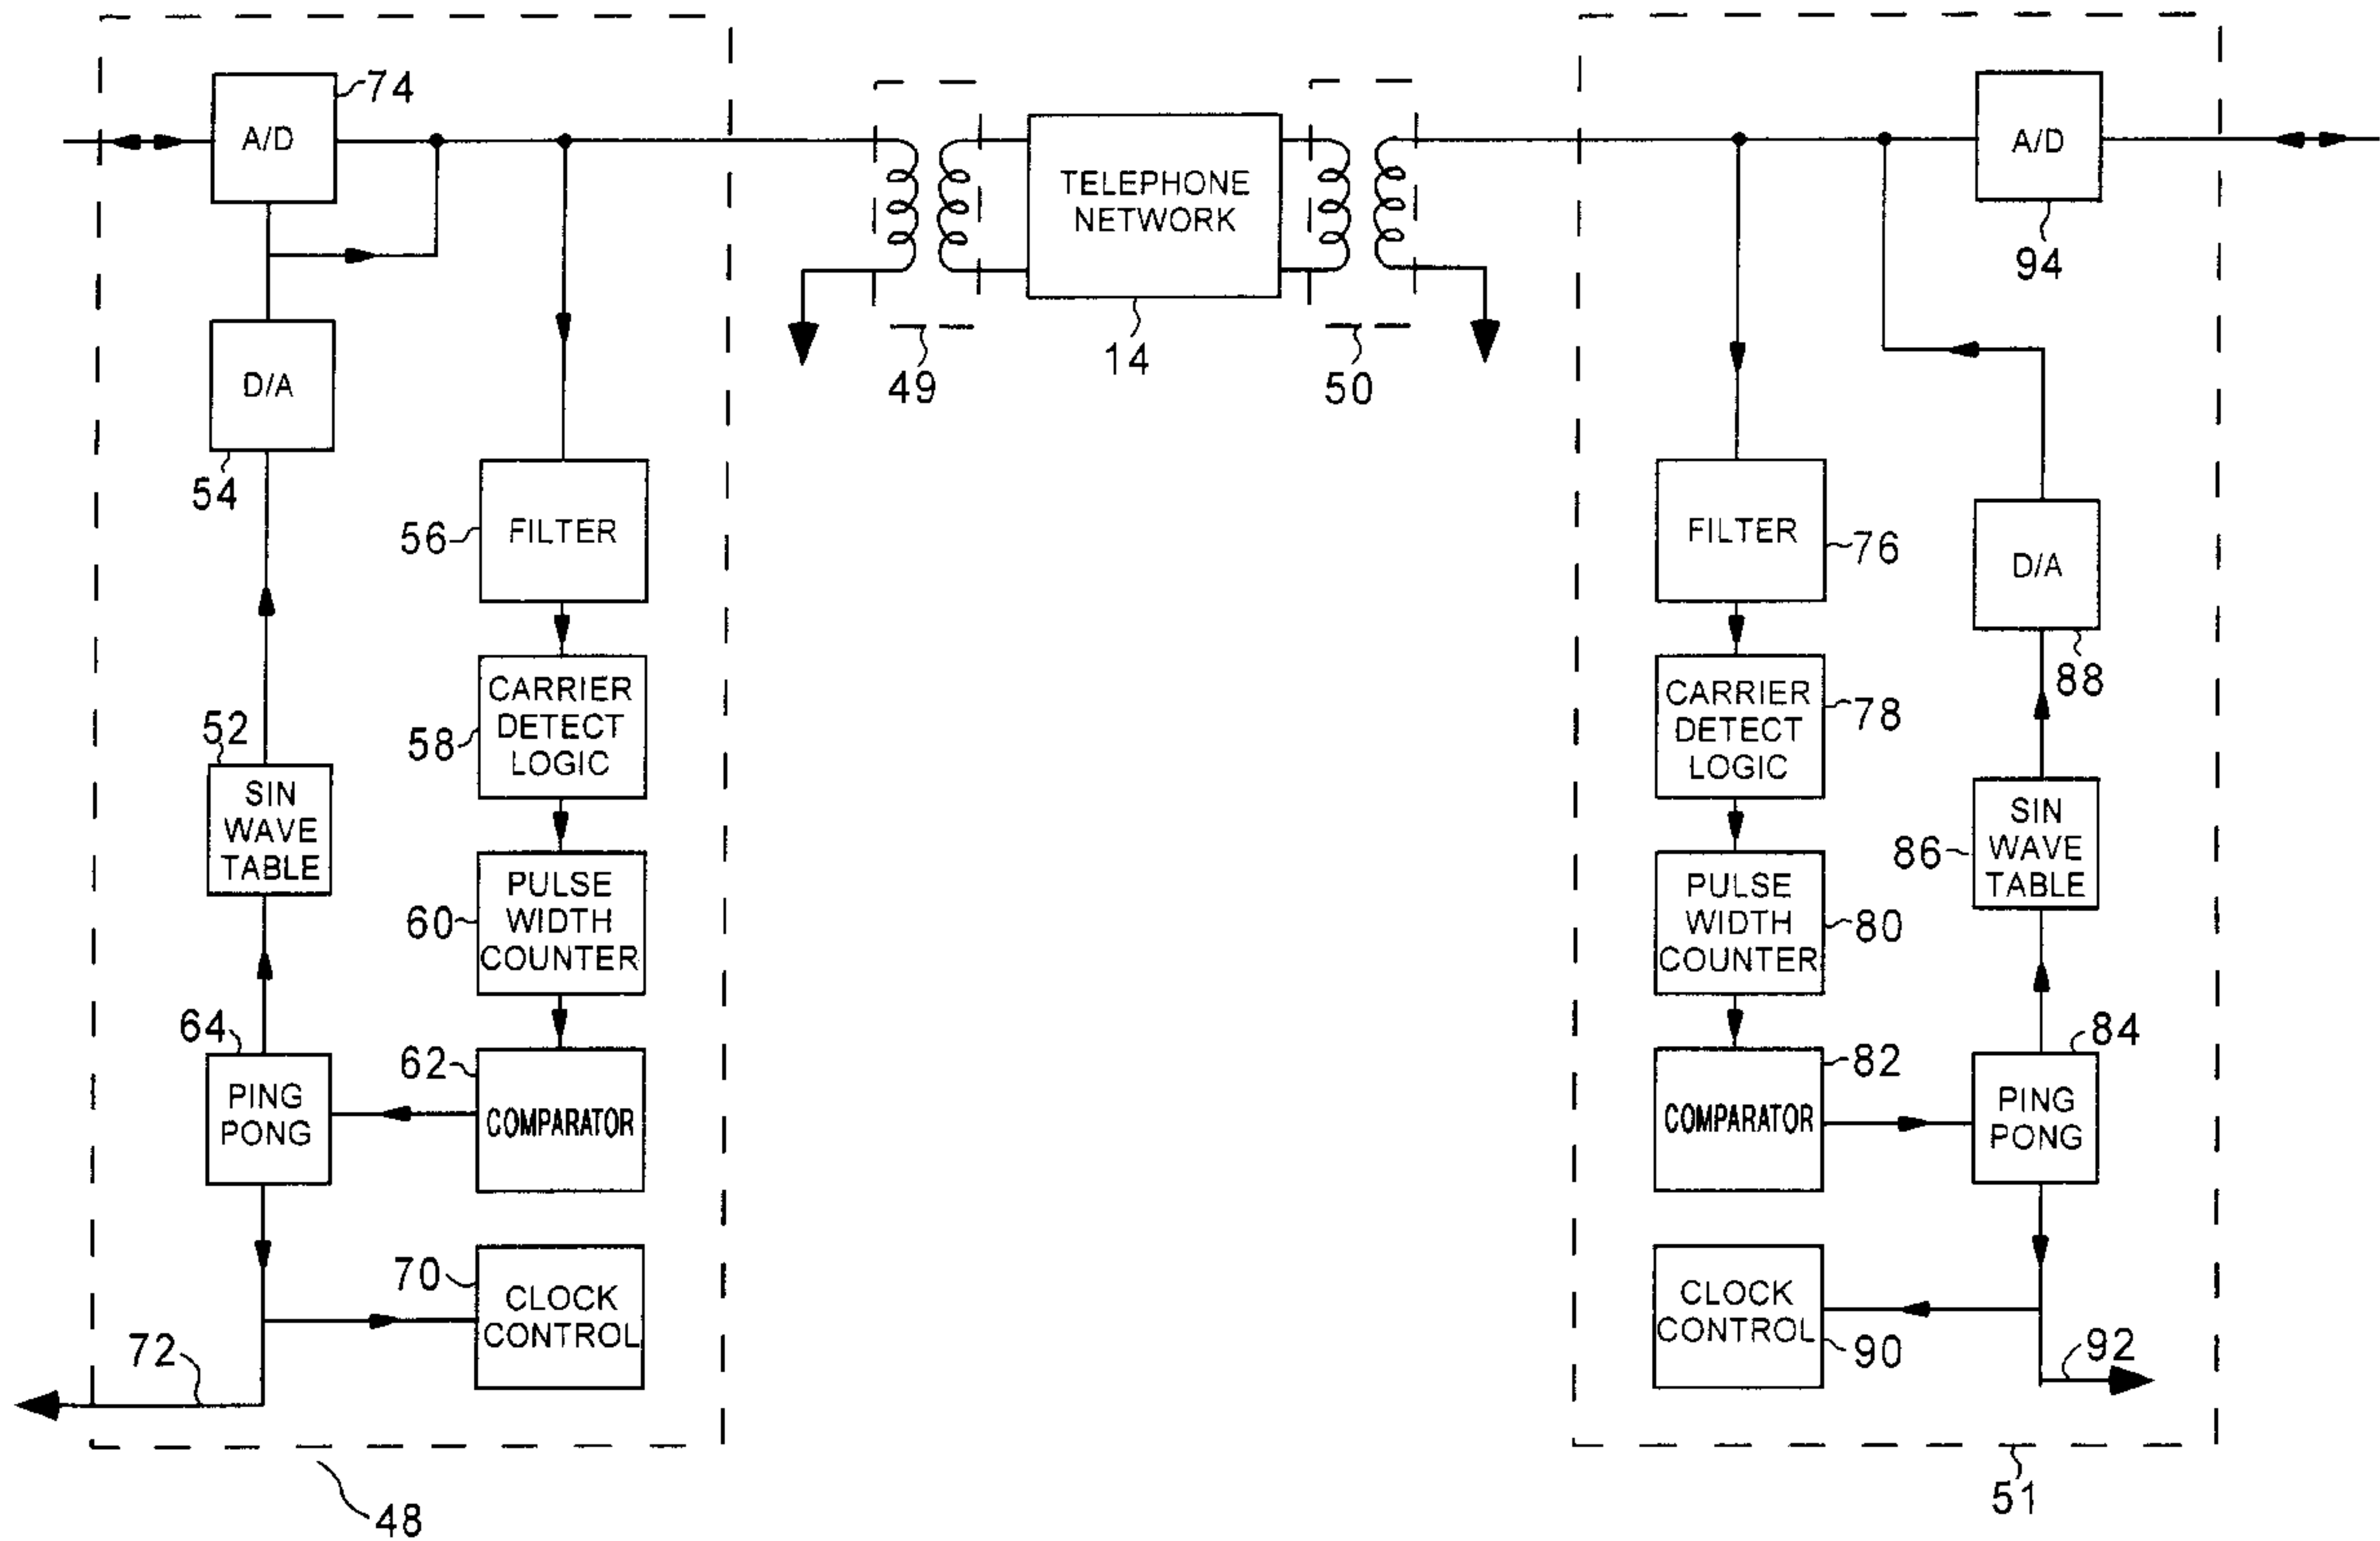 A/D
74
TELEPHONE
NETWORK
A/D
94
14
49
50
D/A
54
56
FILTER
FILTER
76
D/A
88
CARRIER
DETECT
LOGIC
58
CARRIER
DETECT
LOGIC
78
52
SIN
WAVE
TABLE
86
SIN
WAVE
TABLE
60
PULSE
WIDTH
COUNTER
PULSE
WIDTH
COUNTER
80
64
PING
PONG
62
COMPARATOR
82
COMPARATOR
84
PING
PONG
70
CLOCK
CONTROL
CLOCK
CONTROL
90
72
92
48
51